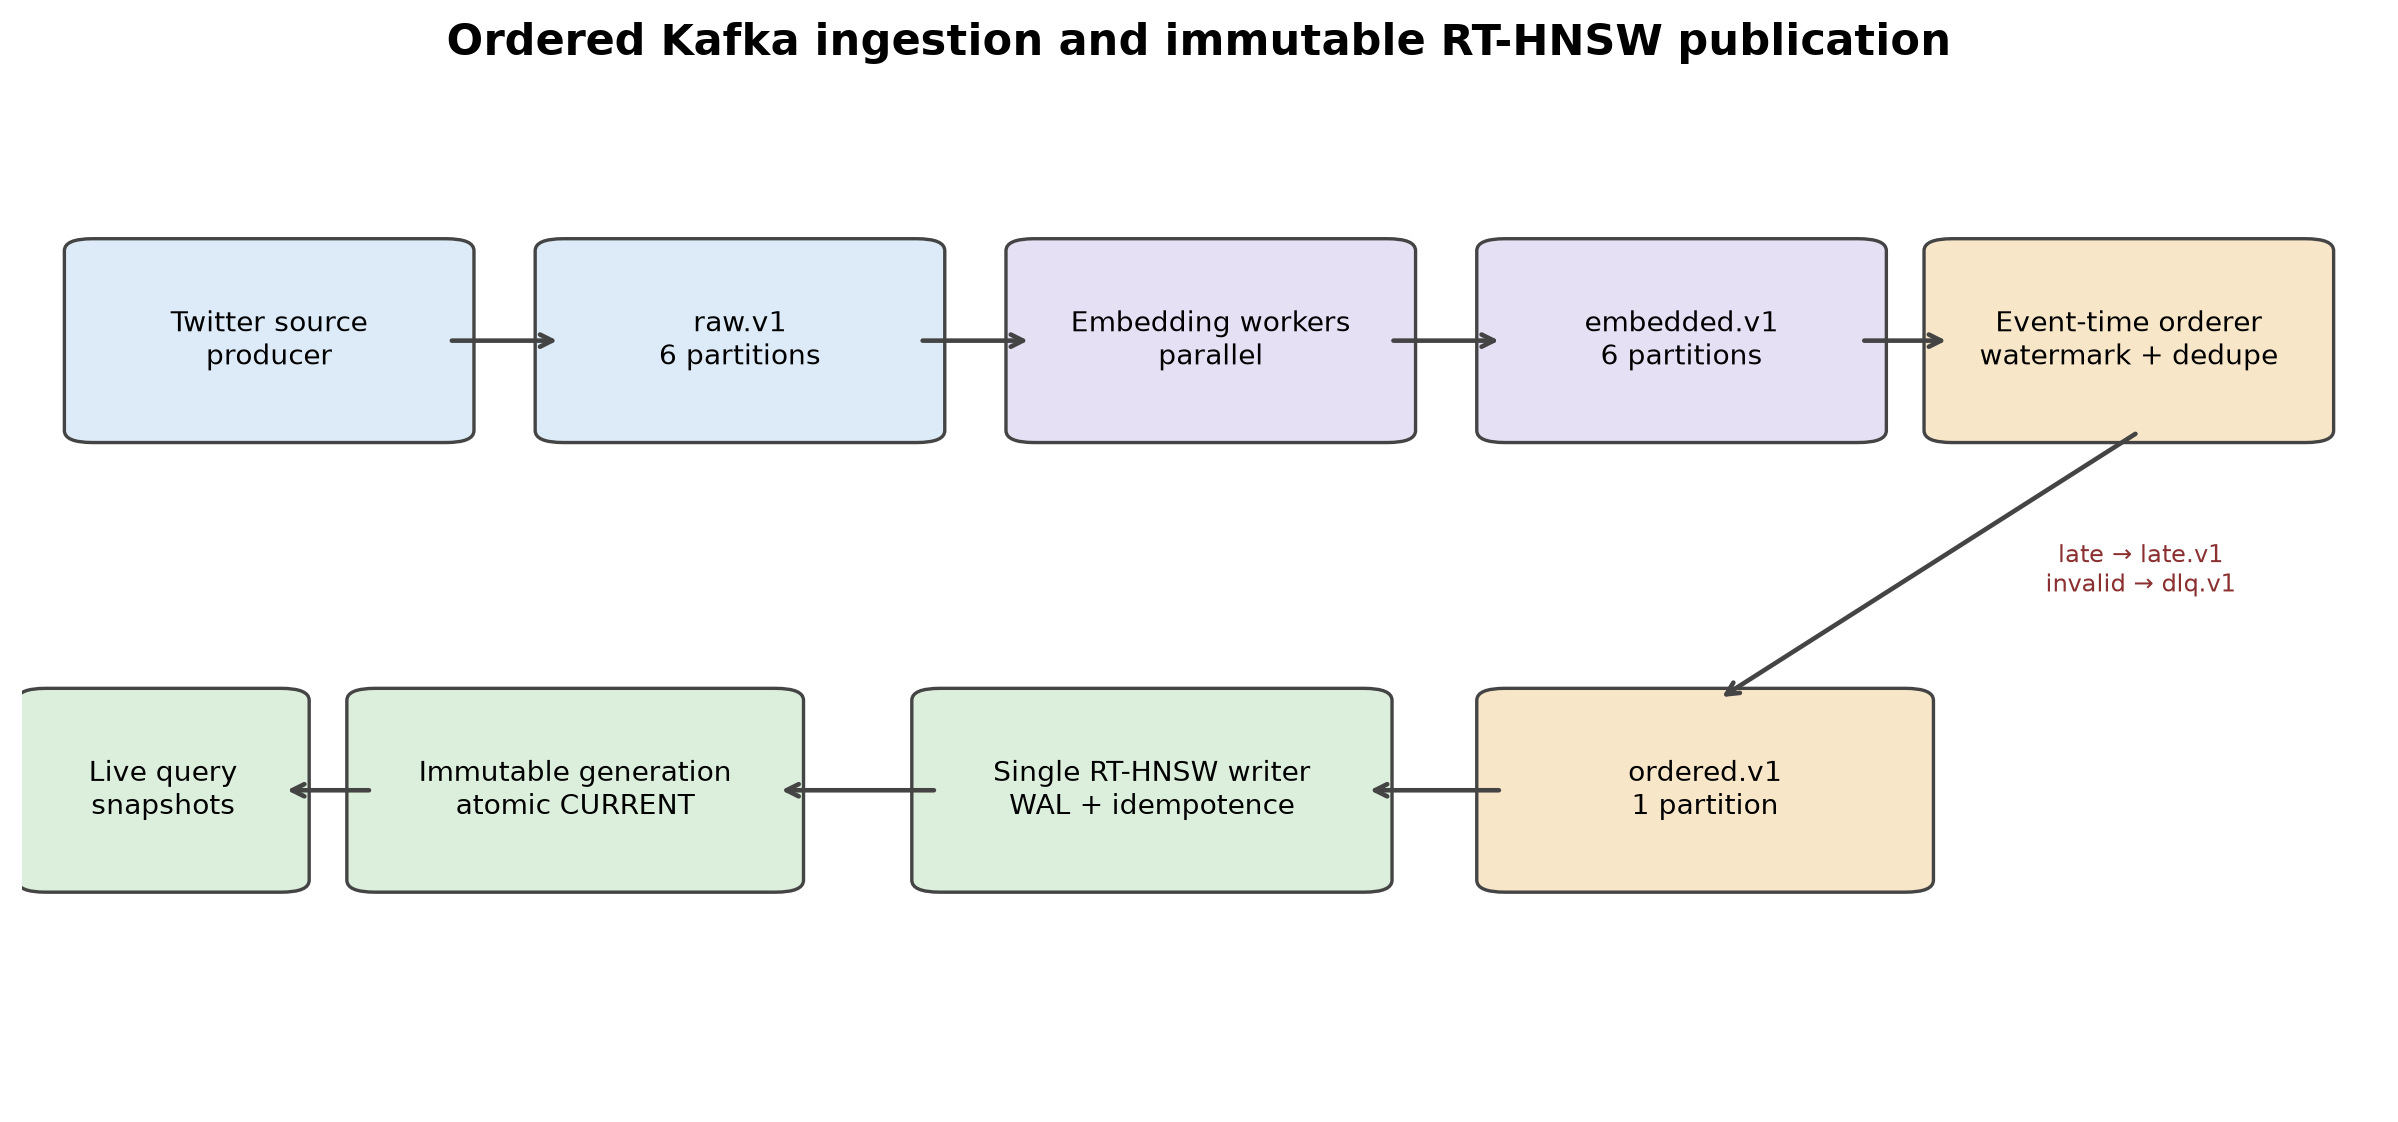 Ordered Kafka ingestion and immutable RT-HNSW publication
Twitter source
producer
raw.v1
6 partitions
Embedding workers
parallel
embedded.v1
6 partitions
Event-time orderer
watermark + dedupe
late → late.v1
invalid → dlq.v1
Live query
snapshots
Immutable generation
atomic CURRENT
Single RT-HNSW writer
WAL + idempotence
ordered.v1
1 partition